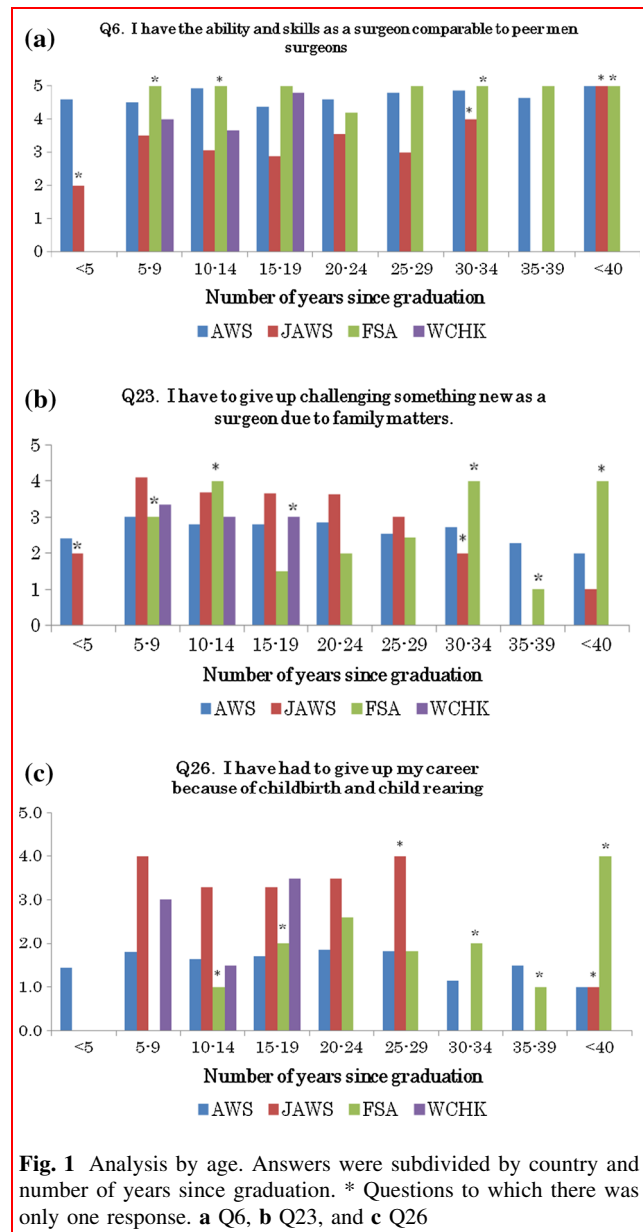 (a)
Q6. I have the ability and skills as a surgeon comparable to peer men
surgeons
5
4
3
2
1
0
* * * * * * *
<5 5-9 10-14 15-19 20-24 25-29 30-34 35-39 <40
Number of years since graduation
AWS JAWS FSA WCHK
(b)
Q23. I have to give up challenging something new as a
surgeon due to family matters.
5
4
3
2
1
0
* * * * * * * *
<5 5-9 10-14 15-19 20-24 25-29 30-34 35-39 <40
Number of years since graduation
AWS JAWS FSA WCHK
(c)
Q26. I have had to give up my career
because of childbirth and child rearing
5.0
4.0
3.0
2.0
1.0
0.0
* * * * * * *
<5 5-9 10-14 15-19 20-24 25-29 30-34 35-39 <40
Number of years since graduation
AWS JAWS FSA WCHK
Fig. 1 Analysis by age. Answers were subdivided by country and
number of years since graduation. * Questions to which there was
only one response. a Q6, b Q23, and c Q26